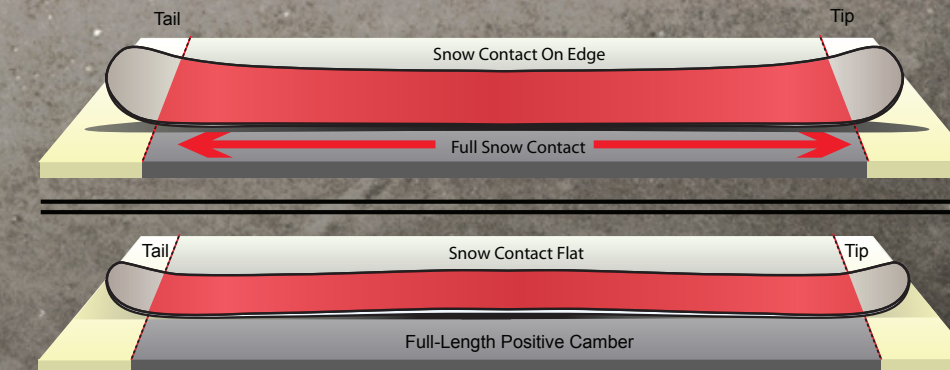 Tail
Tip
Snow Contact On Edge
Full Snow Contact
Tail
Snow Contact Flat
Tip
Full-Length Positive Camber